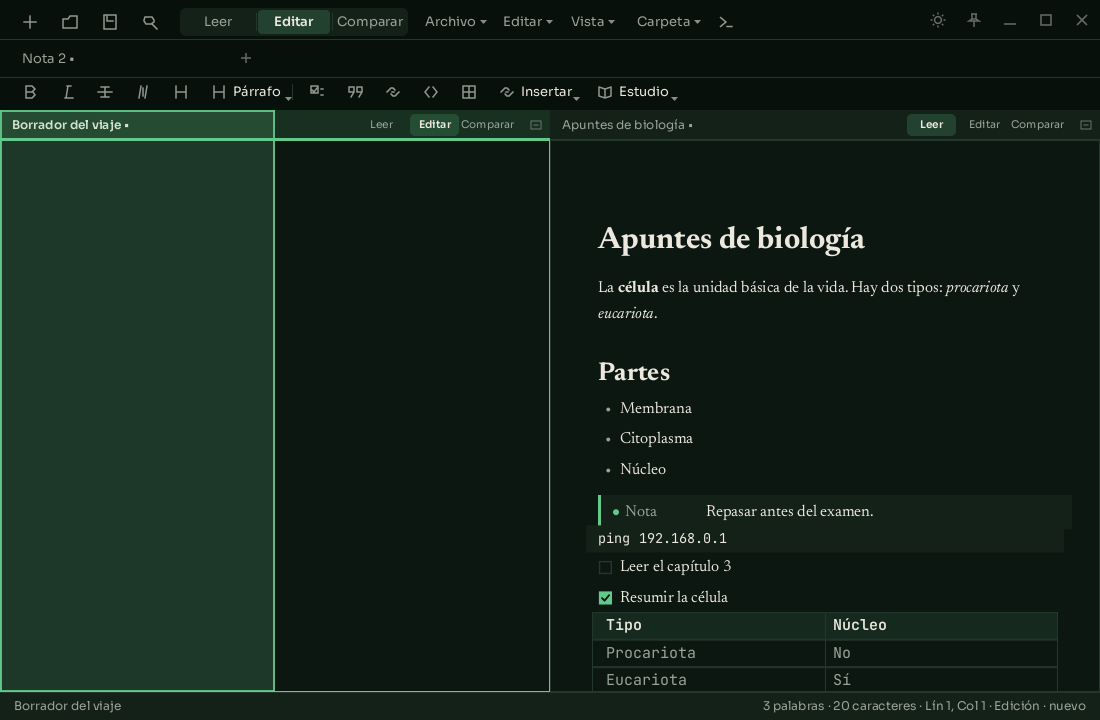 Leer Editar Comparar Archivo Editar Vista Carpeta
Nota 2 •
Párrafo Insertar Estudio
Borrador del viaje • Leer Editar Comparar
Apuntes de biología • Leer Editar Comparar
Apuntes de biología
La célula es la unidad básica de la vida. Hay dos tipos: procariota y
eucariota.
Partes
• Membrana
• Citoplasma
• Núcleo
• Nota Repasar antes del examen.
ping 192.168.0.1
Leer el capítulo 3
Resumir la célula
Tipo Núcleo
Procariota No
Eucariota Sí
Borrador del viaje 3 palabras · 20 caracteres · Lín 1, Col 1 · Edición · nuevo